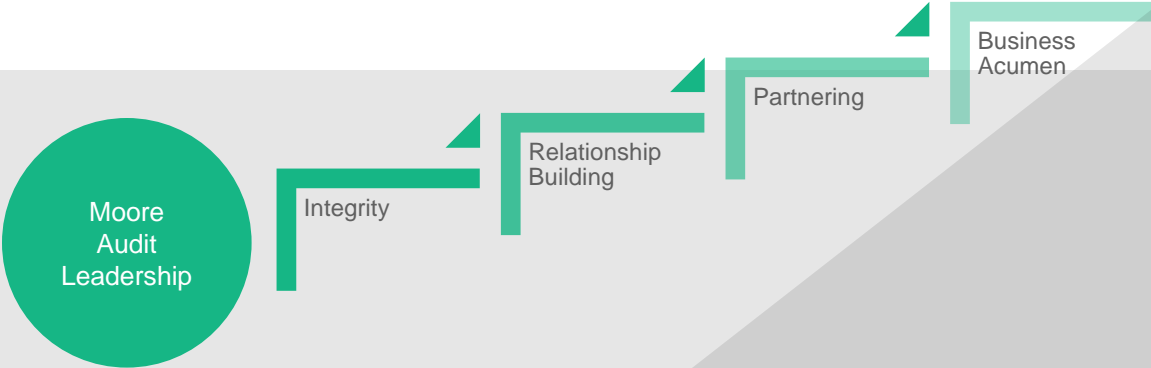 Moore
Audit
Leadership
Integrity
Relationship
Building
Partnering
Business
Acumen